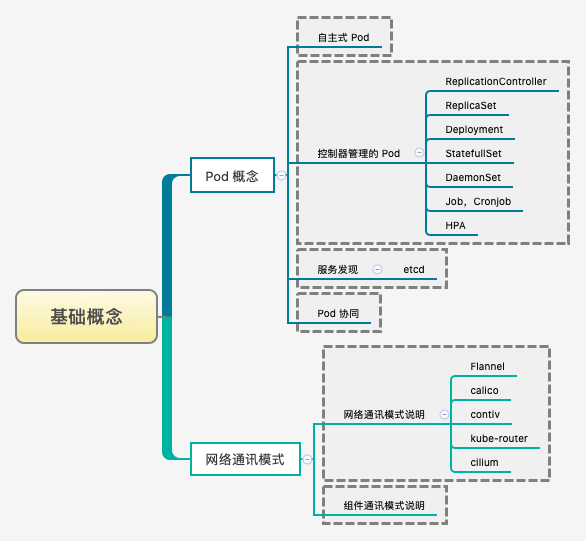 基础概念
Pod 概念
自主式 Pod
控制器管理的 Pod
ReplicationController
ReplicaSet
Deployment
StatefullSet
DaemonSet
Job，Cronjob
HPA
服务发现
etcd
Pod 协同
网络通讯模式
网络通讯模式说明
Flannel
calico
contiv
kube-router
cilium
组件通讯模式说明